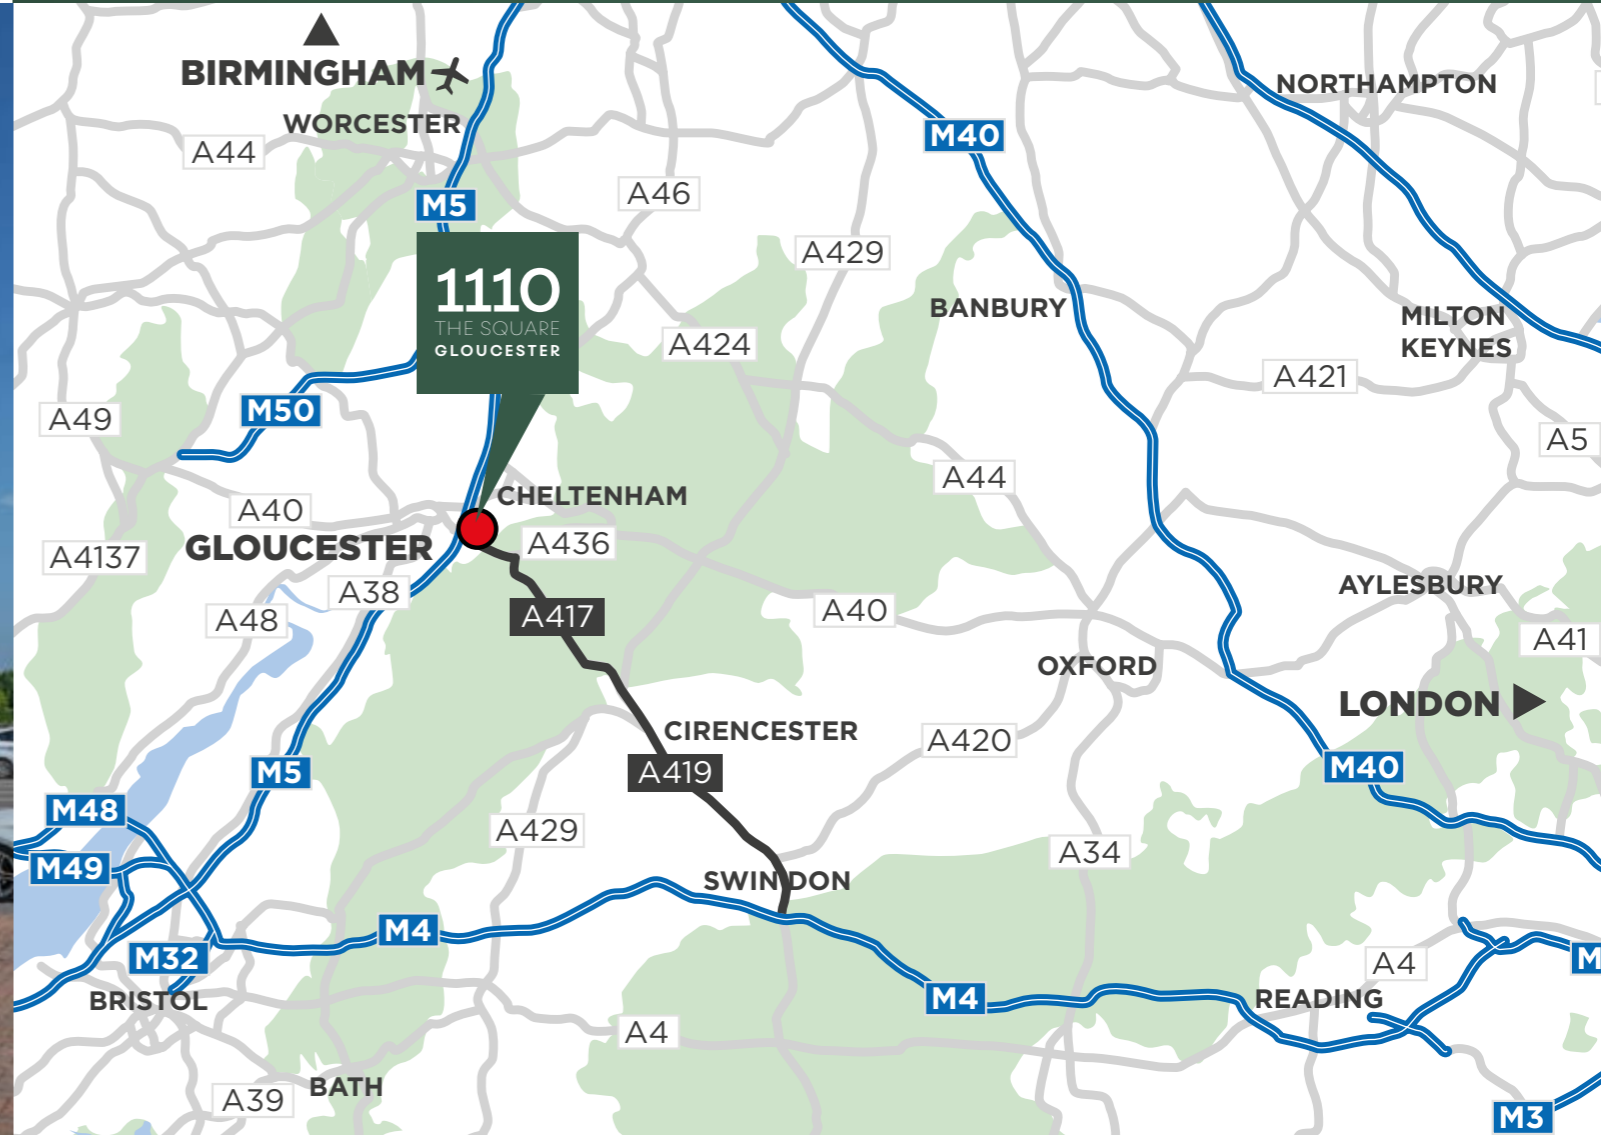 BIRMINGHAM
WORCESTER
A44
M5
A46
M40
NORTHAMPTON
A429
1110
THE SQUARE
GLOUCESTER
BANBURY
MILTON
KEYNES
A424
A421
M50
A49
A5
A44
CHELTENHAM
A40
GLOUCESTER
A436
A4137
A38
A48
A417
A40
AYLESBURY
A41
OXFORD
LONDON
CIRENCESTER
A420
A419
M5
M40
M48
A429
A34
M49
SWINDON
M4
M32
A4
BRISTOL
M4
READING
M
A4
BATH
A39
M3